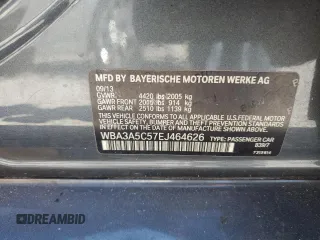 MFD. BY BAYERISCHE MOTOREN WERKE AG
09/13
GVWR: 4420 lbs 2005 kg
GAWR FRONT 2015 lbs 914 kg
GAWR REAR 2510 lbs 1139 kg
THIS VEHICLE CONFORMS TO ALL APPLICABLE U.S. FEDERAL MOTOR
VEHICLE SAFETY, BUMPER, AND THEFT PREVENTION STANDARDS IN EFFECT
ON THE DATE OF MANUFACTURE SHOWN ABOVE.
WBA3A5C57EJ464626 TYPE: PASSENGER CAR
DREAMBID